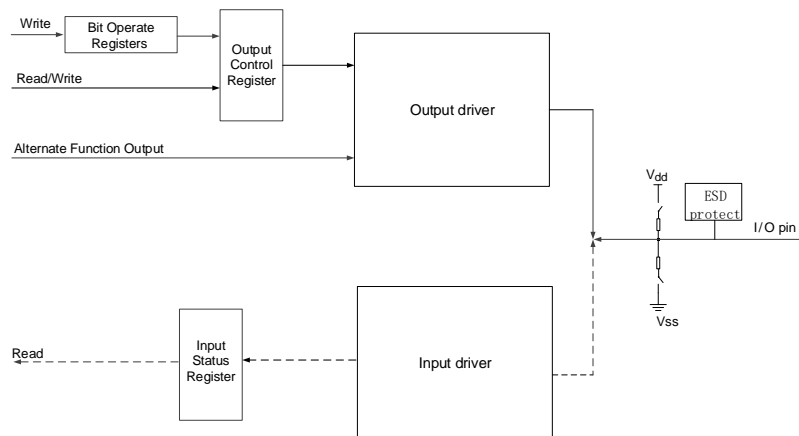 Write
Bit Operate
Registers
Output
Control
Register
Read/Write
Output driver
Alternate Function Output
Vdd
ESD
protect
I/O pin
Vss
Read
Input
Status
Register
Input driver